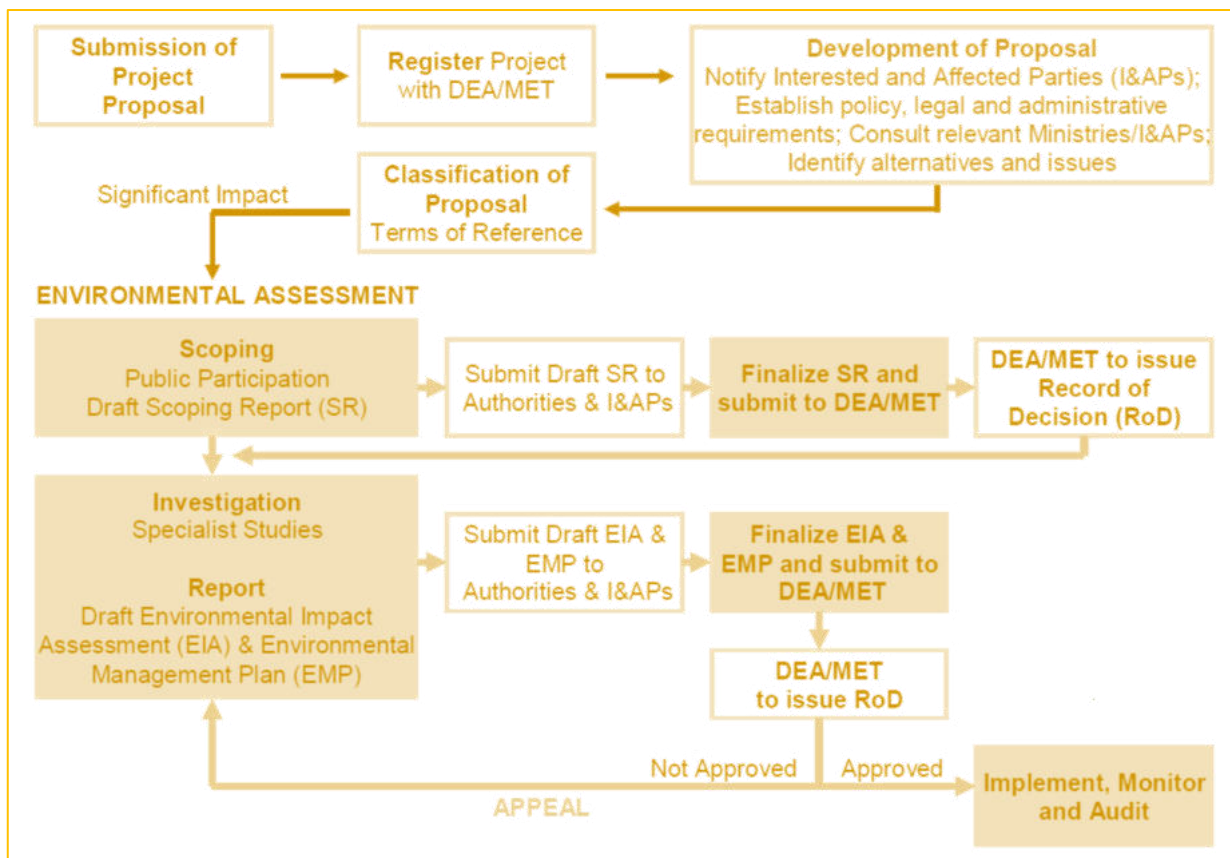 Submission of
Project
Proposal
Register Project
with DEA/MET
Development of Proposal
Notify Interested and Affected Parties (I&APs);
Establish policy, legal and administrative
requirements; Consult relevant Ministries/I&APs;
Identify alternatives and issues
Classification of
Proposal
Terms of Reference
Significant Impact
ENVIRONMENTAL ASSESSMENT
Scoping
Public Participation
Draft Scoping Report (SR)
Submit Draft SR to
Authorities & I&APs
Finalize SR and
submit to DEA/MET
DEA/MET to issue
Record of
Decision (RoD)
Investigation
Specialist Studies
Report
Draft Environmental Impact
Assessment (EIA) & Environmental
Management Plan (EMP)
Submit Draft EIA &
EMP to
Authorities & I&APs
Finalize EIA &
EMP and submit to
DEA/MET
DEA/MET
to issue RoD
Not Approved
Approved
APPEAL
Implement, Monitor
and Audit